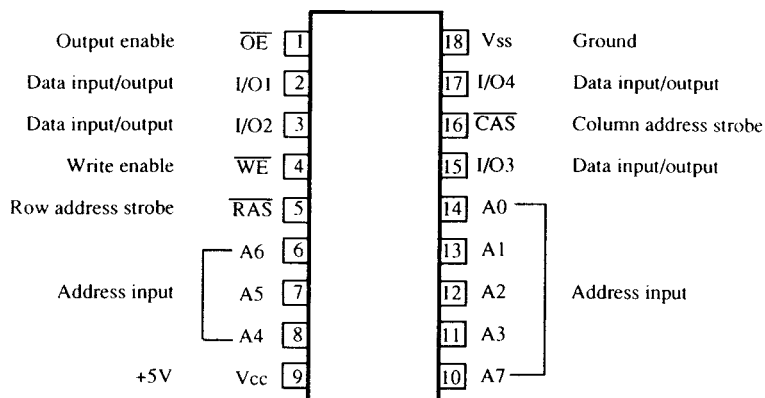 Output enable OE 1 18 Vss Ground
Data input/output I/O1 2 17 I/O4 Data input/output
Data input/output I/O2 3 16 CAS Column address strobe
Write enable WE 4 15 I/O3 Data input/output
Row address strobe RAS 5 14 A0
A6 6 13 A1
Address input A5 7 12 A2 Address input
A4 8 11 A3
+5V Vcc 9 10 A7